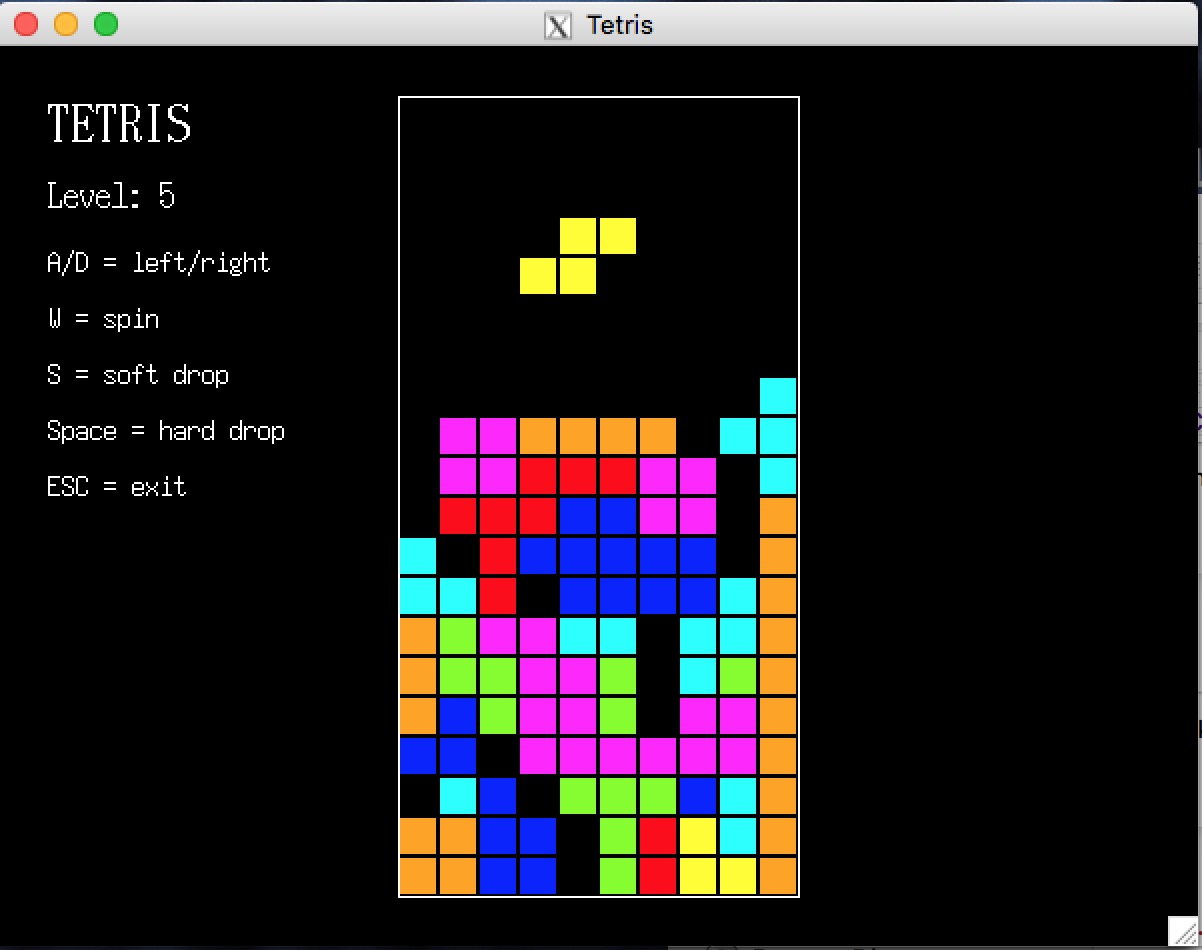 Tetris
TETRIS
Level: 5
A/D = left/right
W = spin
S = soft drop
Space = hard drop
ESC = exit